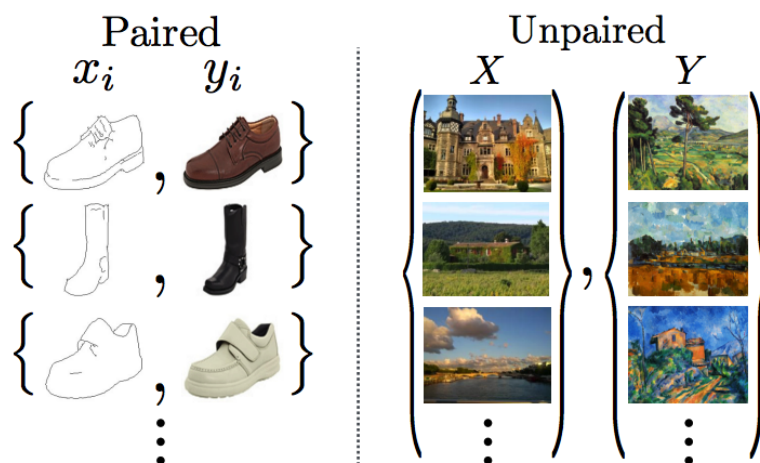 Paired
x_i y_i
{ , }
{ , }
{ , }
⋮
Unpaired
X Y
{ } , { }
⋮ ⋮